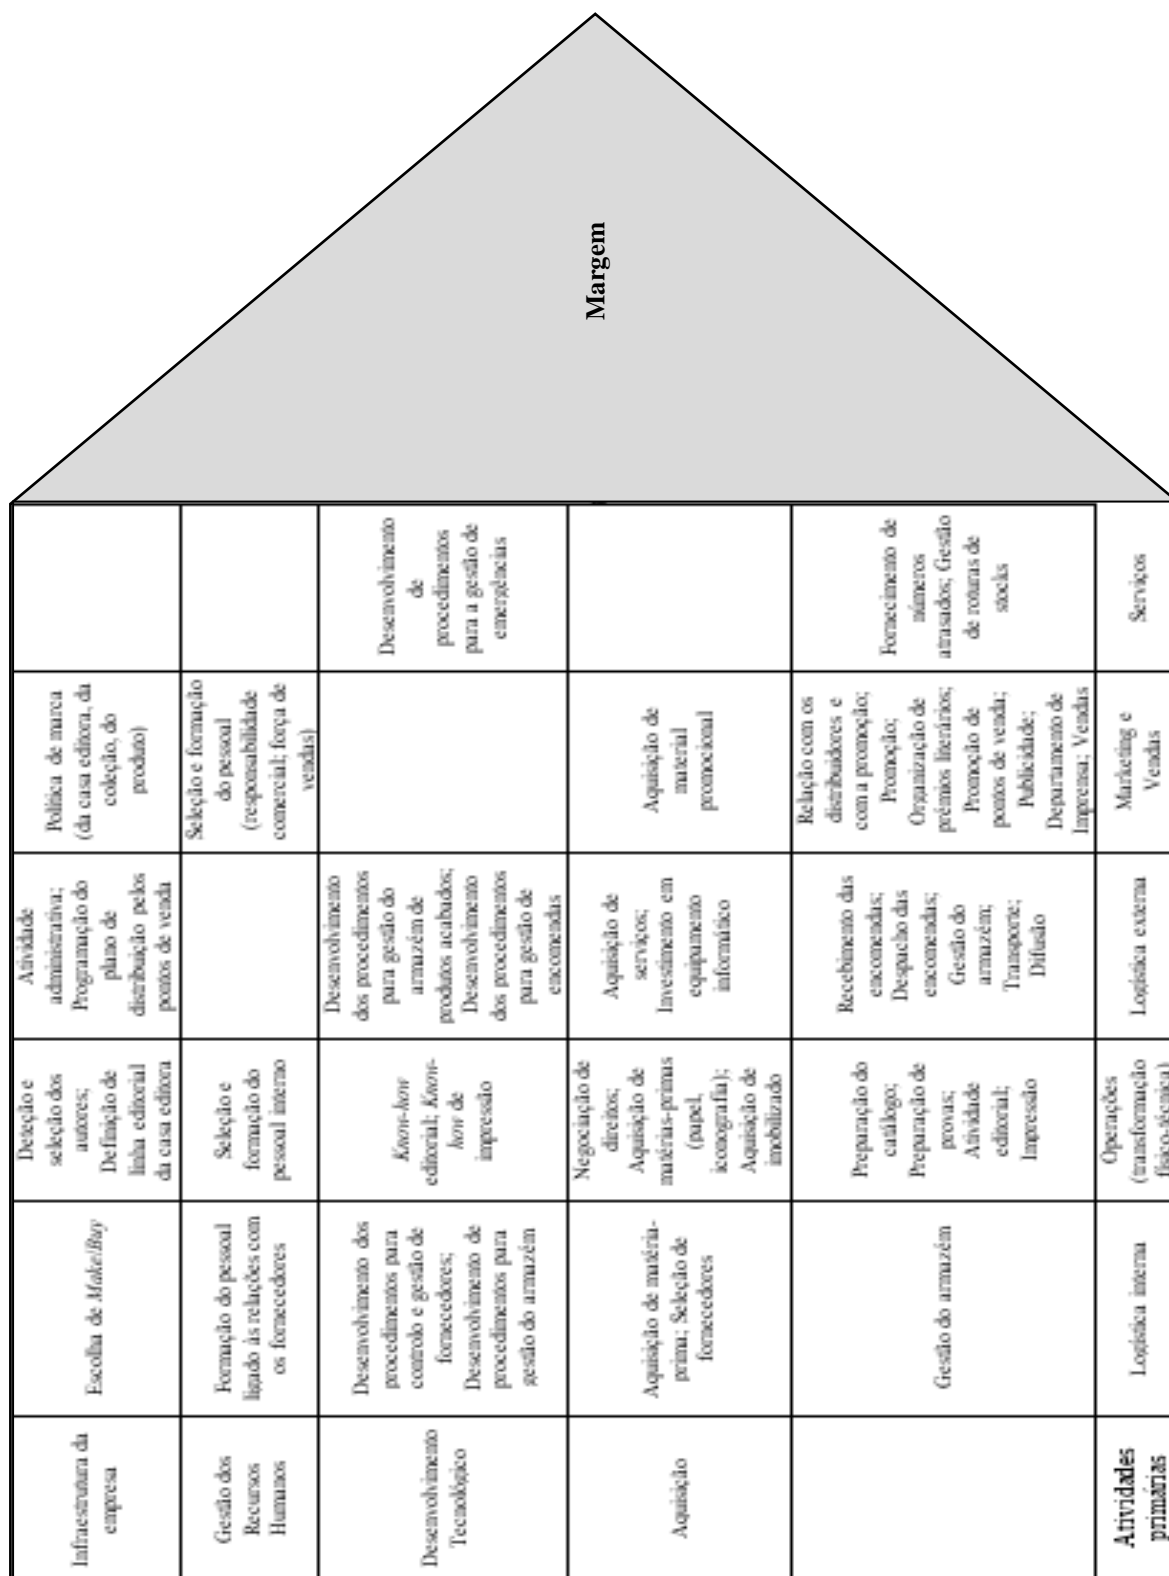 Infraestrutura da
empresa
Escolha de Make/Buy
Deteção e
seleção dos
autores;
Definição de
linha editorial
da casa editora
Atividade
administrativa;
Programação do
plano de
distribuição pelos
pontos de venda
Política de marca
(da casa editora, da
coleção, do
produto)
Gestão dos
Recursos
Humanos
Formação do pessoal
ligado às relações com
os fornecedores
Seleção e
formação do
pessoal interno
Seleção e formação
do pessoal
(responsabilidade
comercial; força de
vendas)
Desenvolvimento
Tecnológico
Desenvolvimento dos
procedimentos para
controlo e gestão de
fornecedores;
Desenvolvimento de
procedimentos para
gestão do armazém
Know-how
editorial; Know-
how de
impressão
Desenvolvimento
dos procedimentos
para gestão do
armazém de
produtos acabados;
Desenvolvimento
dos procedimentos
para gestão de
encomendas
Desenvolvimento
de
procedimentos
para a gestão de
emergências
Aquisição
Aquisição de matéria-
prima; Seleção de
fornecedores
Negociação de
direitos;
Aquisição de
matérias-primas
(papel,
iconografia);
Aquisição de
imobilizado
Aquisição de
serviços;
Investimento em
equipamento
informático
Aquisição de
material
promocional
Gestão do armazém
Preparação do
catálogo;
Preparação de
provas;
Atividade
editorial;
Impressão
Recebimento das
encomendas;
Despacho das
encomendas;
Gestão do
armazém;
Transporte;
Difusão
Relação com os
distribuidores e
com a promoção;
Promoção;
Organização de
prémios literários;
Promoção de
pontos de venda;
Publicidade;
Departamento de
Imprensa; Vendas
Fornecimento de
números
atrasados; Gestão
de roturas de
stocks
Atividades
primárias
Logística interna
Operações
(transformação
físico-técnica)
Logística externa
Marketing e
Vendas
Serviços
Margem